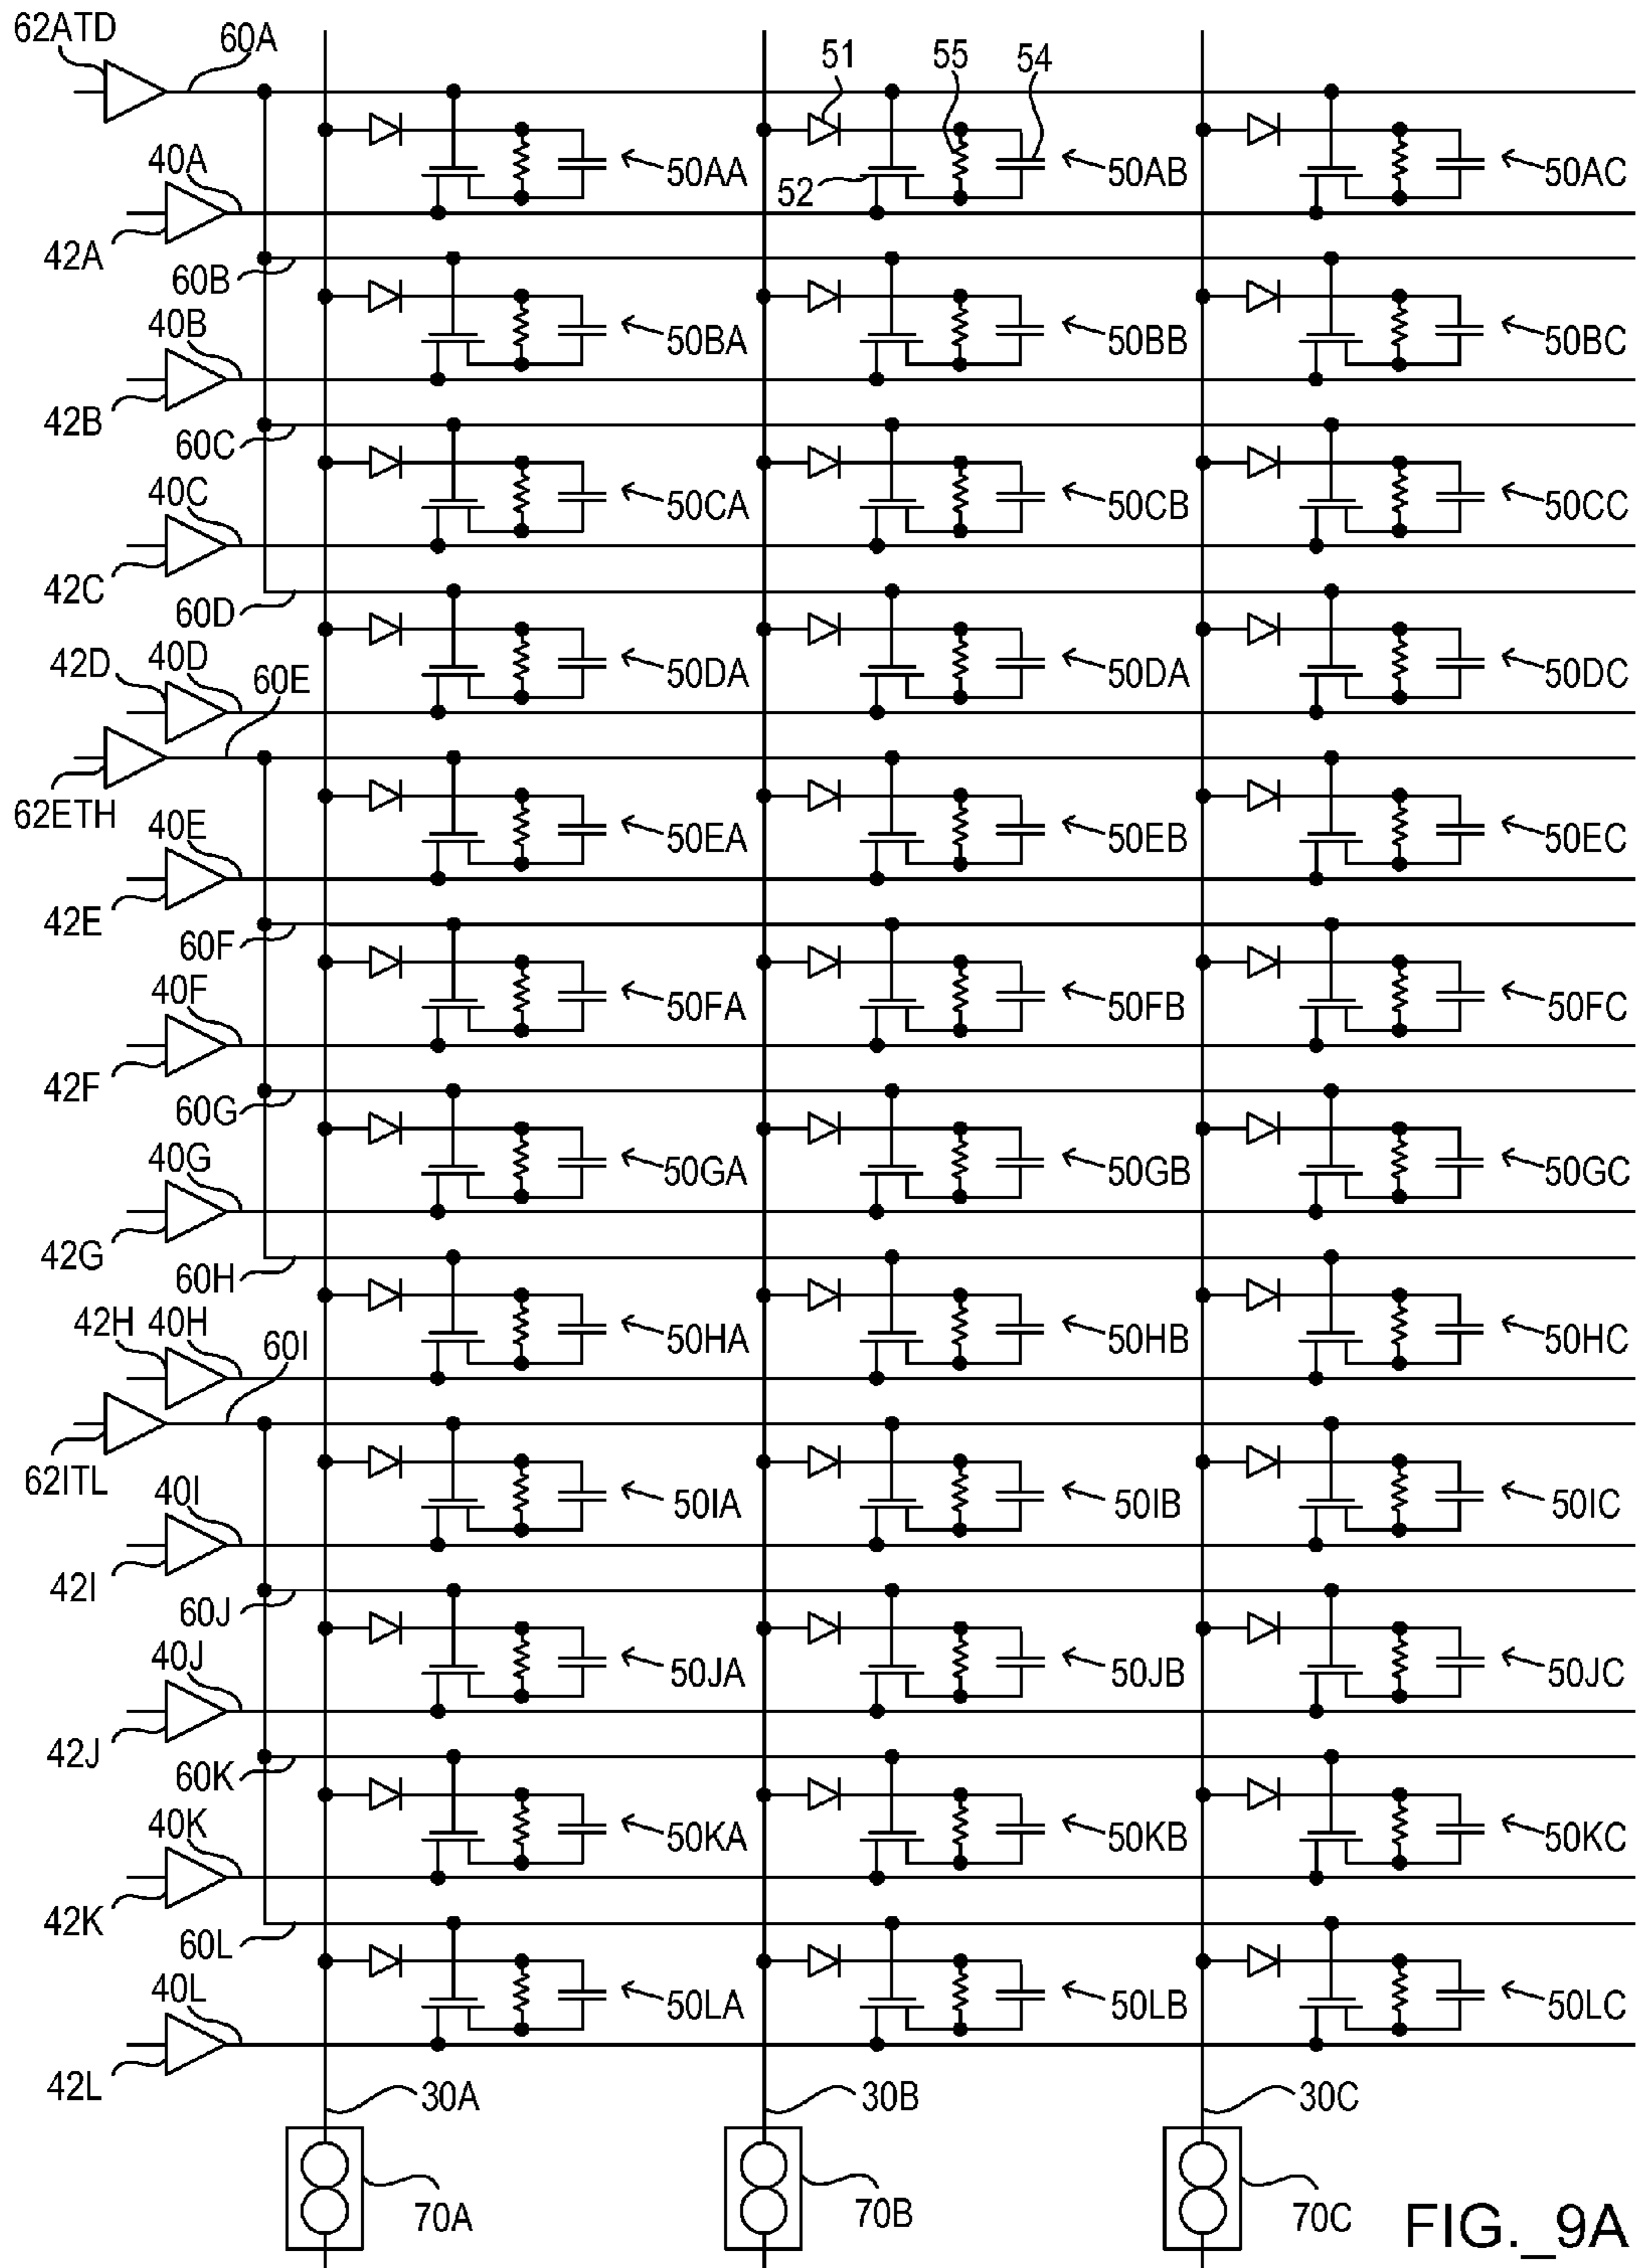 62ATD 60A 51 55 54
40A 50AA 52 50AB 50AC
42A
60B
40B 50BA 50BB 50BC
42B
60C
40C 50CA 50CB 50CC
42C
60D
42D 40D 60E 50DA 50DA 50DC
62ETH
40E 50EA 50EB 50EC
42E
60F
40F 50FA 50FB 50FC
42F
60G
40G 50GA 50GB 50GC
42G
60H
42H 40H 60I 50HA 50HB 50HC
62ITL
40I 50IA 50IB 50IC
42I
60J
40J 50JA 50JB 50JC
42J
60K
40K 50KA 50KB 50KC
42K
60L
40L 50LA 50LB 50LC
42L
30A 30B 30C
70A 70B 70C
FIG._9A